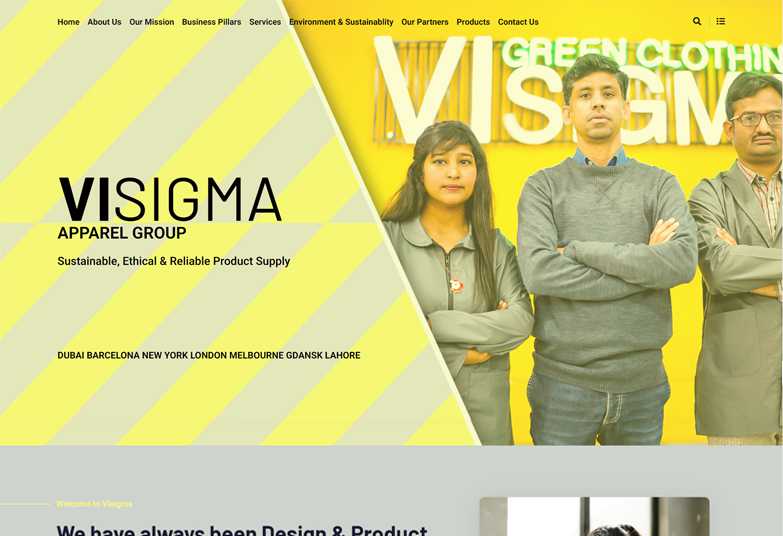 Home About Us Our Mission Business Pillars Services Environment & Sustainablity Our Partners Products Contact Us
GREEN CLOTHIN
VISIGM
VISIGMA
APPAREL GROUP
Sustainable, Ethical & Reliable Product Supply
DUBAI BARCELONA NEW YORK LONDON MELBOURNE GDANSK LAHORE
Welcome to Visigma
We have always been Design & Product